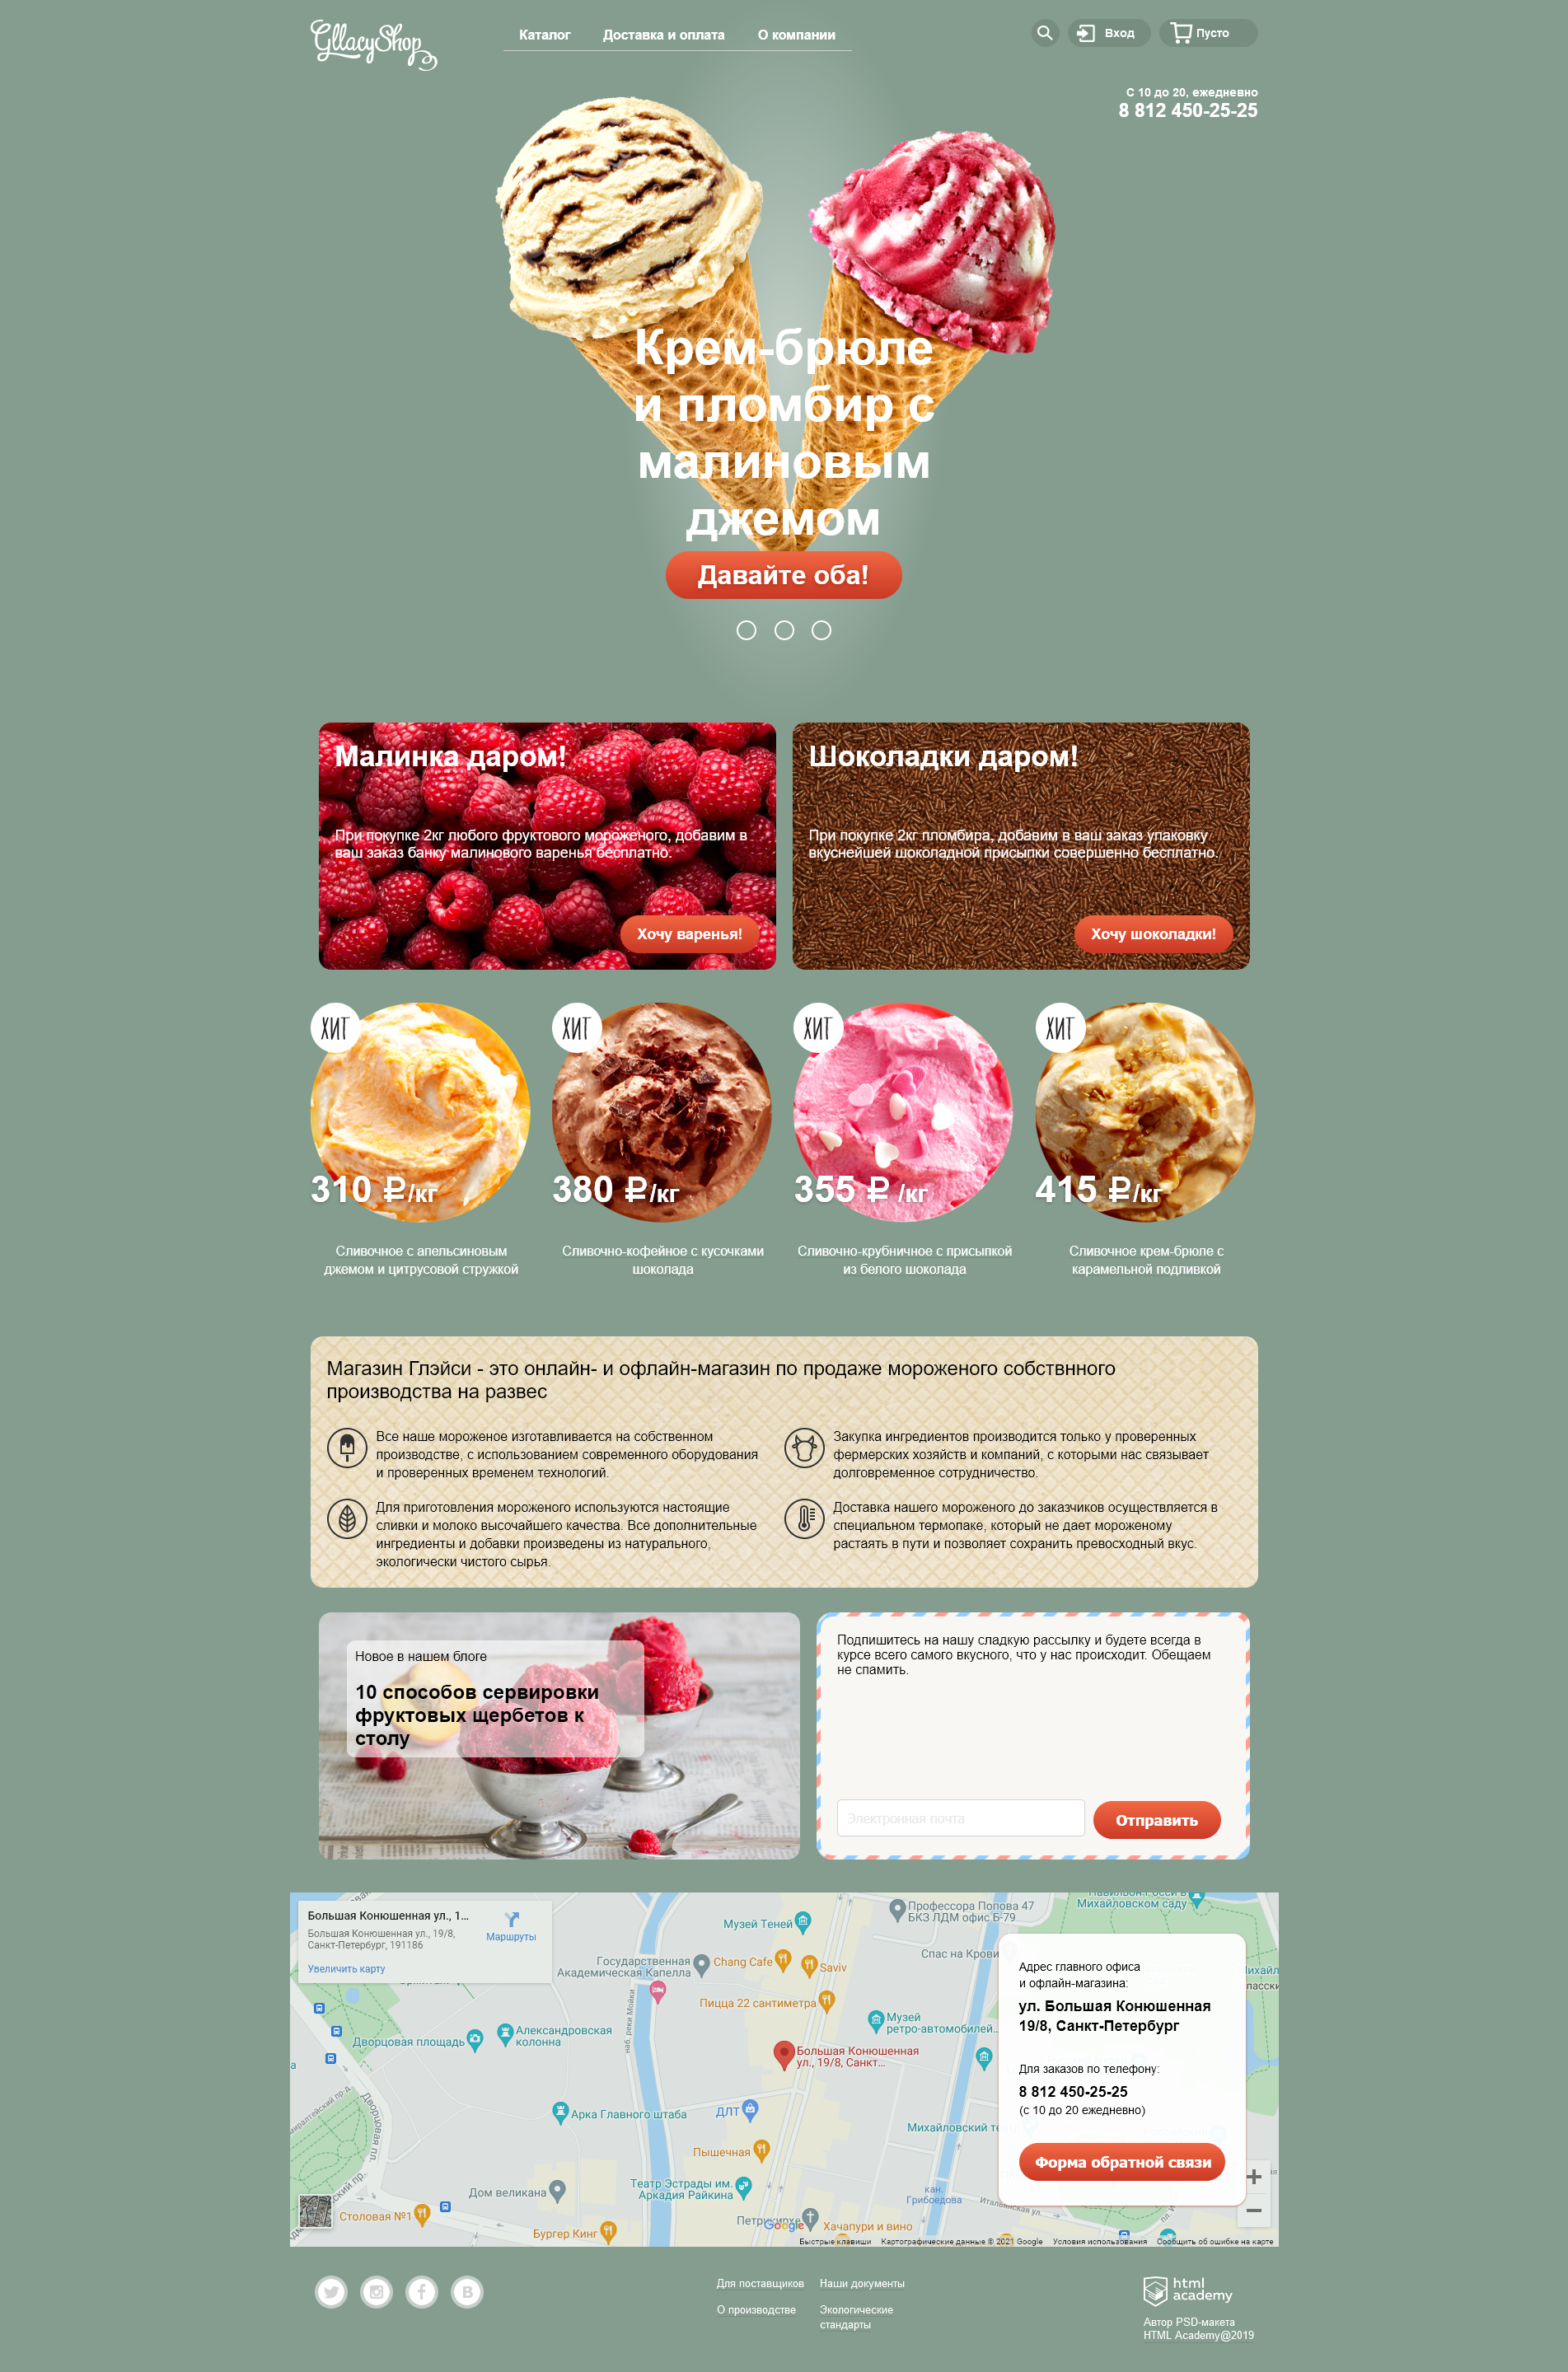 GllacyShop
Каталог
Доставка и оплата
О компании
Вход
Пусто
С 10 до 20, ежедневно
8 812 450-25-25
Крем-брюле
и пломбир с
малиновым
джемом
Давайте оба!
Малинка даром!
При покупке 2кг любого фруктового мороженого, добавим в
ваш заказ банку малинового варенья бесплатно.
Хочу варенья!
Шоколадки даром!
При покупке 2кг пломбира, добавим в ваш заказ упаковку
вкуснейшей шоколадной присыпки совершенно бесплатно.
Хочу шоколадки!
ХИТ
310 ₽/кг
Сливочное с апельсиновым
джемом и цитрусовой стружкой
ХИТ
380 ₽/кг
Сливочно-кофейное с кусочками
шоколада
ХИТ
355 ₽ /кг
Сливочно-крубничное с присыпкой
из белого шоколада
ХИТ
415 ₽/кг
Сливочное крем-брюле с
карамельной подливкой
Магазин Глэйси - это онлайн- и офлайн-магазин по продаже мороженого собствнного
производства на развес
Все наше мороженое изготавливается на собственном
производстве, с использованием современного оборудования
и проверенных временем технологий.
Закупка ингредиентов производится только у проверенных
фермерских хозяйств и компаний, с которыми нас связывает
долговременное сотрудничество.
Для приготовления мороженого используются настоящие
сливки и молоко высочайшего качества. Все дополнительные
ингредиенты и добавки произведены из натурального,
экологически чистого сырья.
Доставка нашего мороженого до заказчиков осуществляется в
специальном термопаке, который не дает мороженому
растаять в пути и позволяет сохранить превосходный вкус.
Новое в нашем блоге
10 способов сервировки
фруктовых щербетов к
столу
Подпишитесь на нашу сладкую рассылку и будете всегда в
курсе всего самого вкусного, что у нас происходит. Обещаем
не спамить.
Электронная почта
Отправить
Большая Конюшенная ул., 1...
Большая Конюшенная ул., 19/8,
Санкт-Петербург, 191186
Маршруты
Увеличить карту
Музей Теней
Профессора Попова 47
БКЗ ЛДМ офис Б-79
Михайловском саду
Государственная
Академическая Капелла
Chang Cafe
Saviv
Спас на Крови
Пицца 22 сантиметра
Музей
ретро-автомобилей...
Дворцовая площадь
Александровская
колонна
наб. реки Мойки
Большая Конюшенная
ул., 19/8, Санкт...
Дворцовая пл.
Арка Главного штаба
ДЛТ
Михайловский те
Пышечная
Театр Эстрады им.
Аркадия Райкина
Дом великана
Столовая №1
Бургер Кинг
Петрикирхе
Хачапури и вино
кан.
Грибоедова
Google
Быстрые клавиши
Картографические данные © 2021 Google
Условия использования
Сообщить об ошибке на карте
Адрес главного офиса
и офлайн-магазина:
ул. Большая Конюшенная
19/8, Санкт-Петербург
Для заказов по телефону:
8 812 450-25-25
(с 10 до 20 ежедневно)
Форма обратной связи
Для поставщиков
Наши документы
О производстве
Экологические
стандарты
html
academy
Автор PSD-макета
HTML Academy@2019